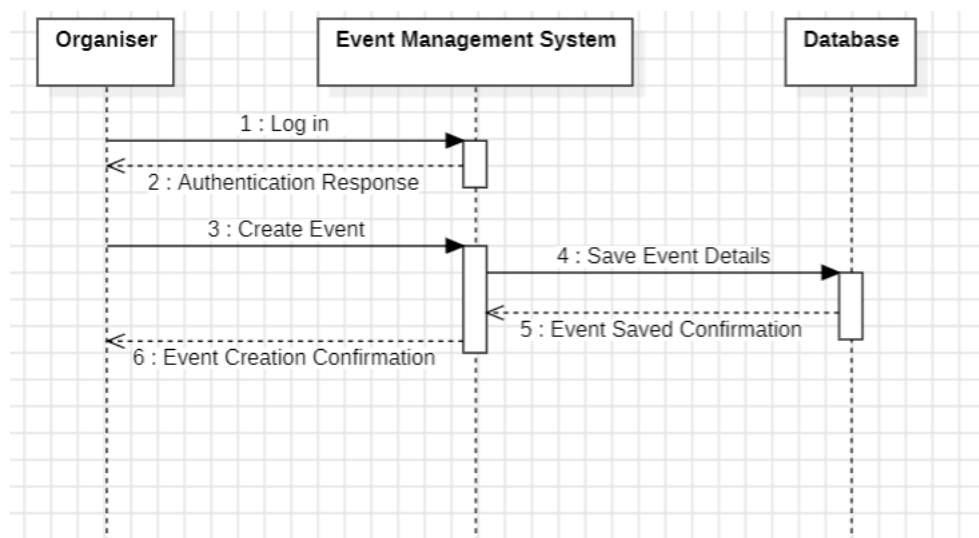 Organiser
Event Management System
Database
1 : Log in
2 : Authentication Response
3 : Create Event
4 : Save Event Details
5 : Event Saved Confirmation
6 : Event Creation Confirmation